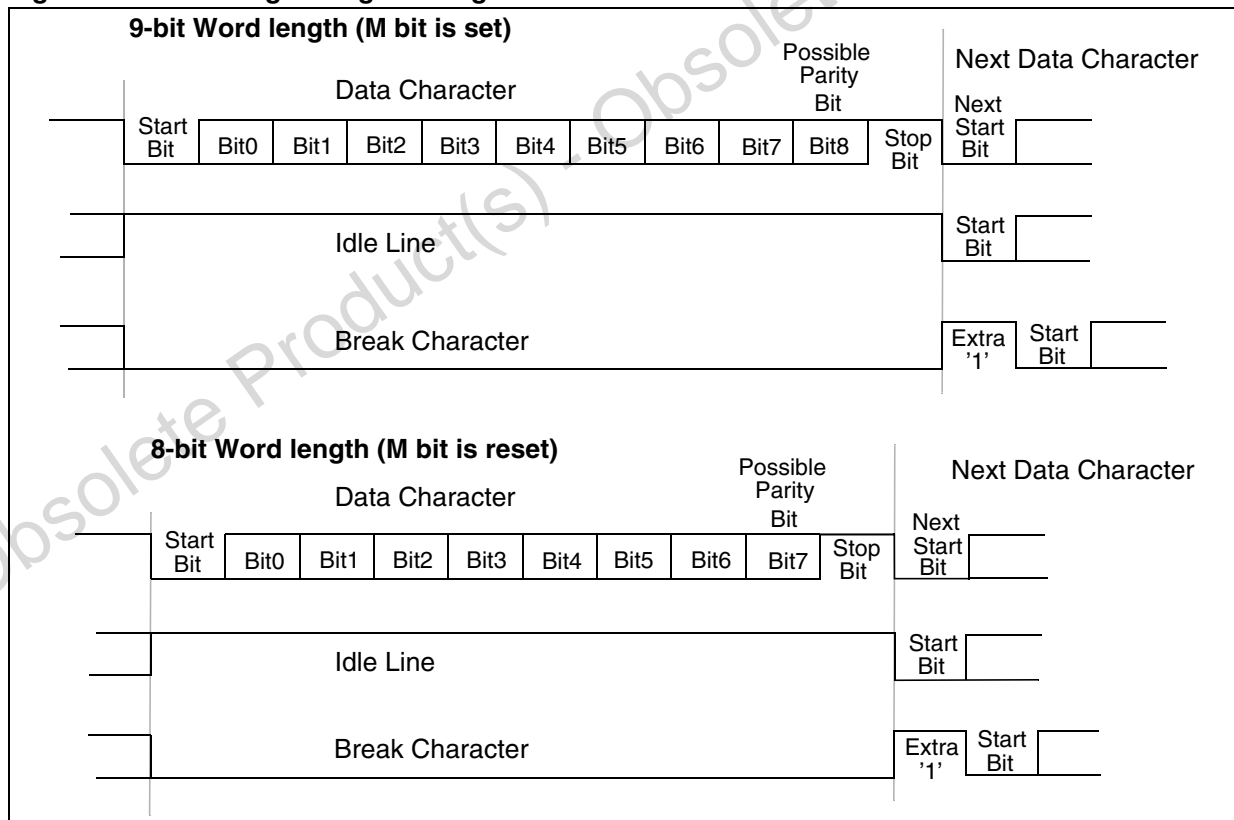 9-bit Word length (M bit is set)
Possible
Parity
Bit
Next Data Character
Data Character
Next
Start
Bit
Start
Bit
Bit0
Bit1
Bit2
Bit3
Bit4
Bit5
Bit6
Bit7
Bit8
Stop
Bit
Idle Line
Start
Bit
Break Character
Extra
'1'
Start
Bit
8-bit Word length (M bit is reset)
Possible
Parity
Bit
Next Data Character
Data Character
Next
Start
Bit
Start
Bit
Bit0
Bit1
Bit2
Bit3
Bit4
Bit5
Bit6
Bit7
Stop
Bit
Idle Line
Start
Bit
Break Character
Extra
'1'
Start
Bit
Obsolete Product(s) - Obsolete